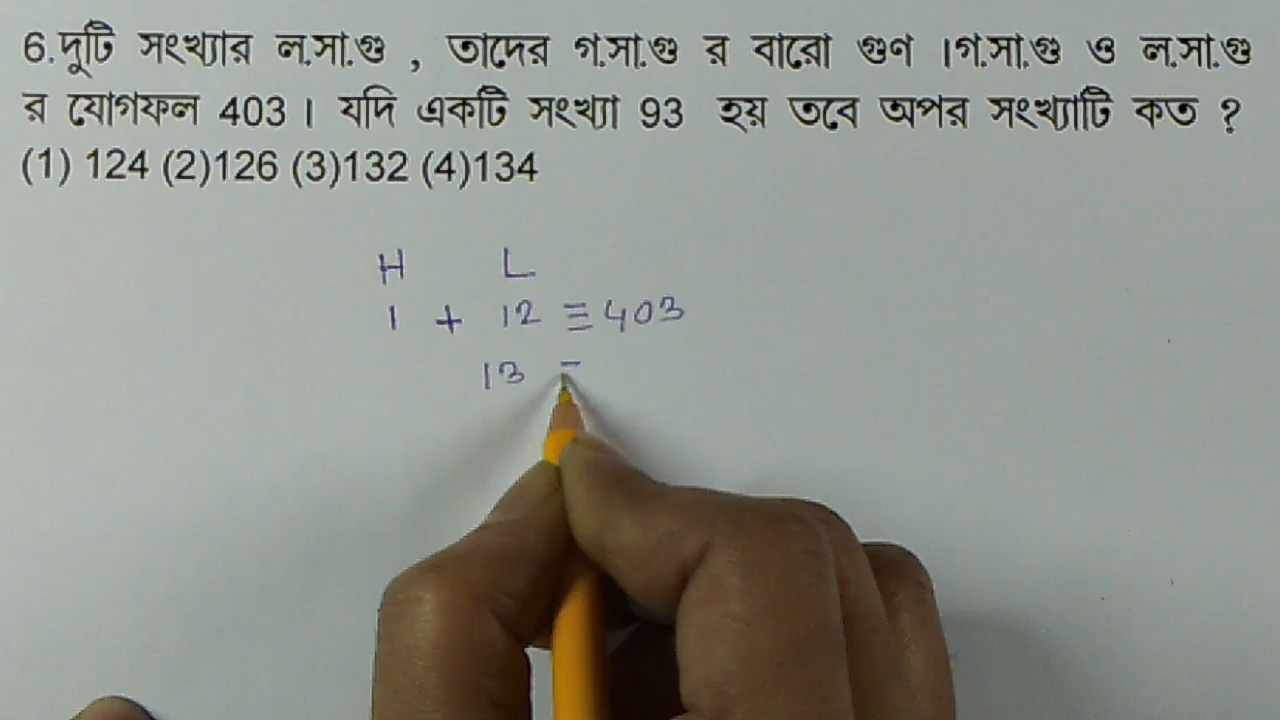 6.দুটি সংখ্যার ল.সা.গু , তাদের গ.সা.গু র বারো গুণ ।গ.সা.গু ও ল.সা.গু
র যোগফল 403 । যদি একটি সংখ্যা 93 হয় তবে অপর সংখ্যাটি কত ?
(1) 124 (2)126 (3)132 (4)134
H L
1 + 12 ≡ 403
13 =